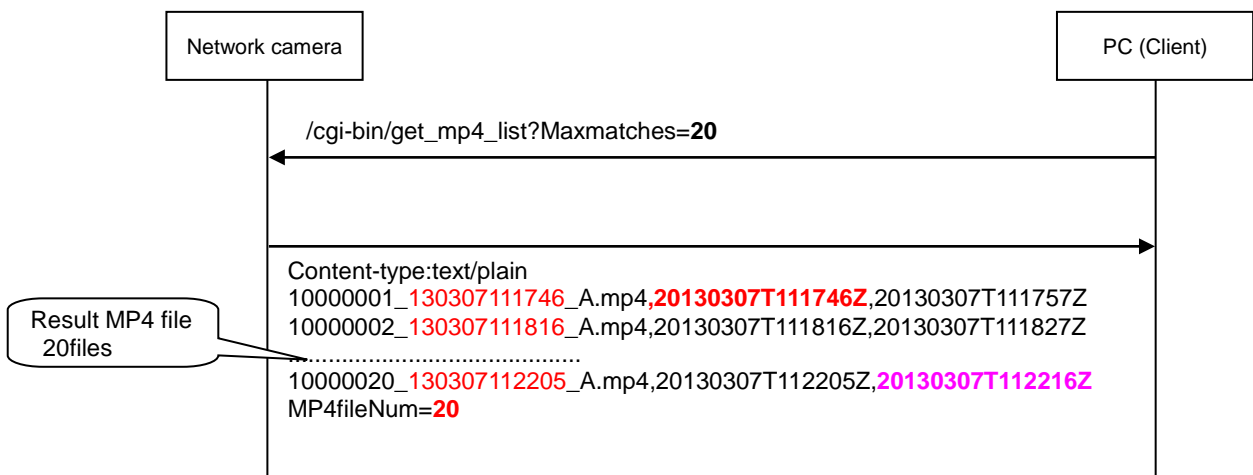 Network camera
PC (Client)
/cgi-bin/get_mp4_list?Maxmatches=20
Content-type:text/plain
10000001_130307111746_A.mp4,20130307T111746Z,20130307T111757Z
10000002_130307111816_A.mp4,20130307T111816Z,20130307T111827Z
Result MP4 file
20files
............................................
10000020_130307112205_A.mp4,20130307T112205Z,20130307T112216Z
MP4fileNum=20